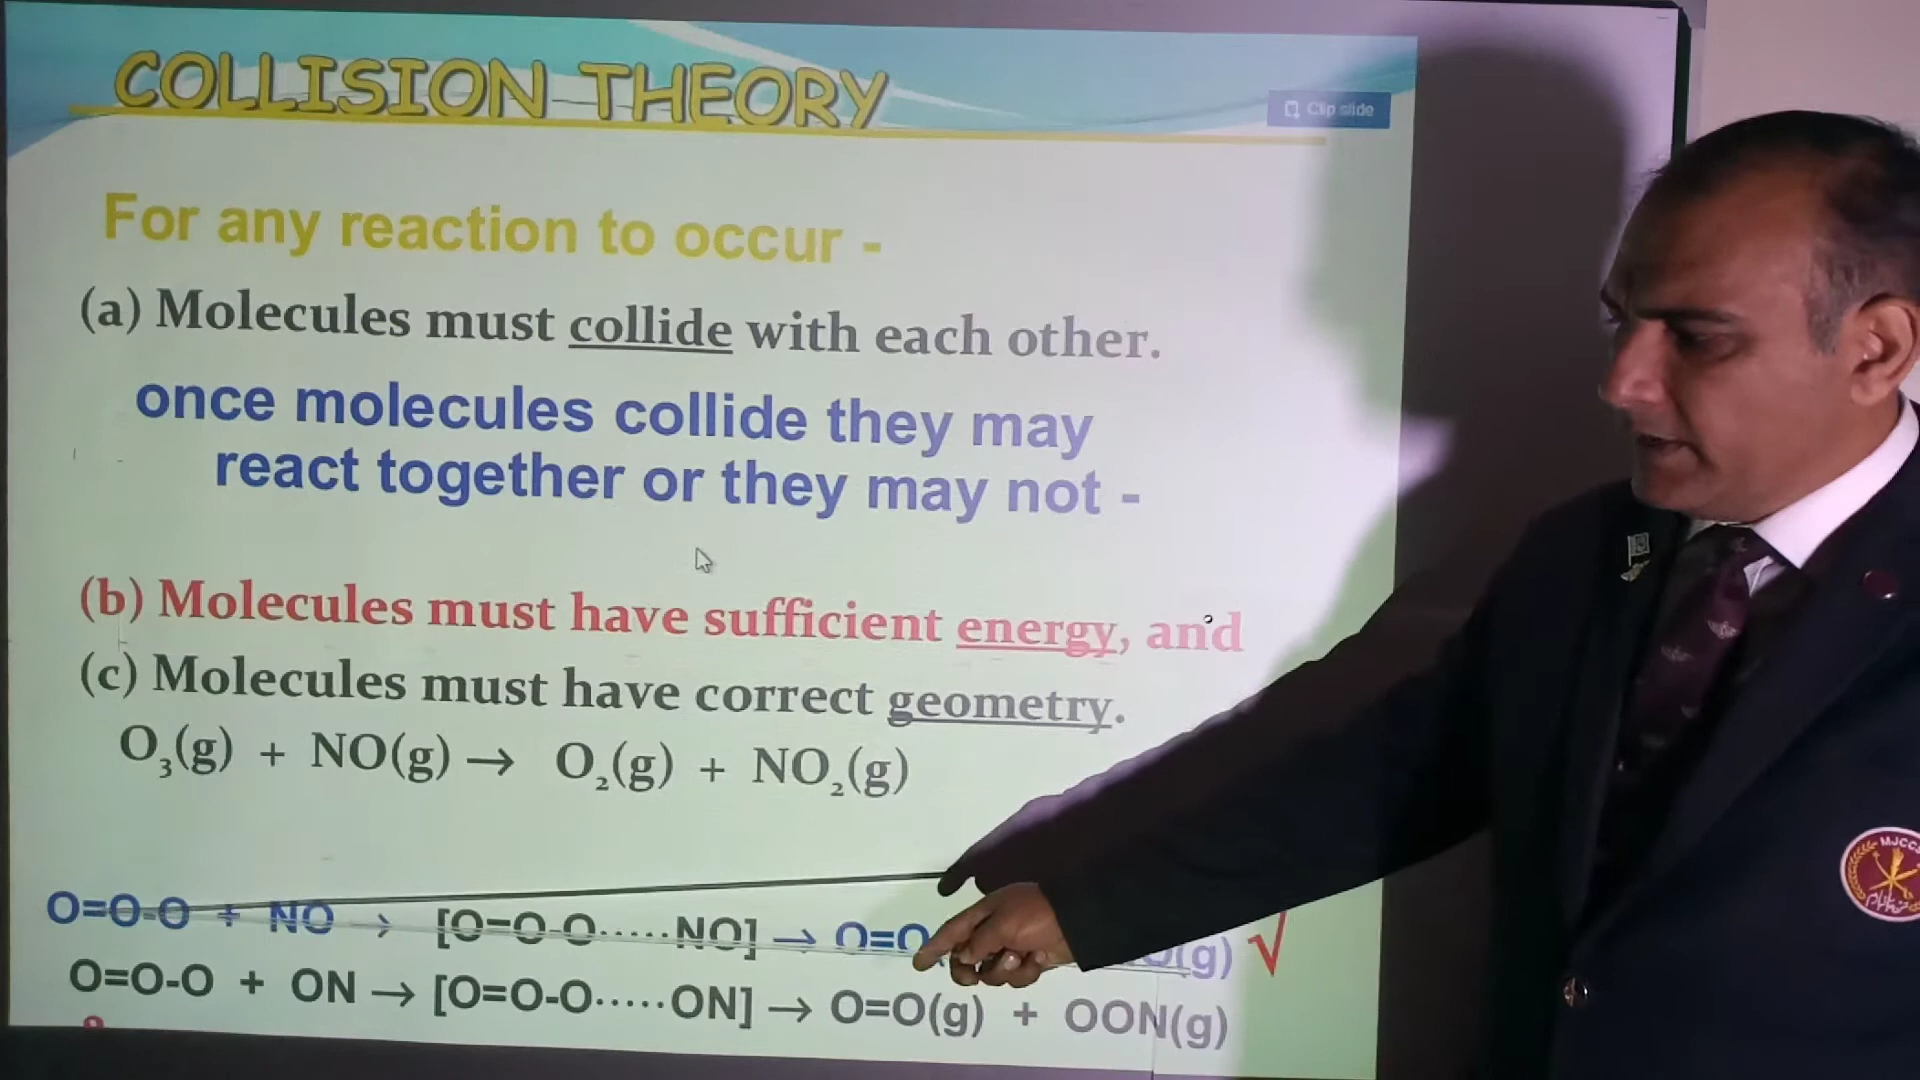 COLLISION THEORY
Clip slide
For any reaction to occur -
(a) Molecules must collide with each other.
once molecules collide they may
react together or they may not -
(b) Molecules must have sufficient energy, and
(c) Molecules must have correct geometry.
O₃(g) + NO(g) → O₂(g) + NO₂(g)
O=O-O + NO → [O=O-O·····NO] → O=O (g) √
O=O-O + ON → [O=O-O·····ON] → O=O(g) + OON(g)
MJCCS